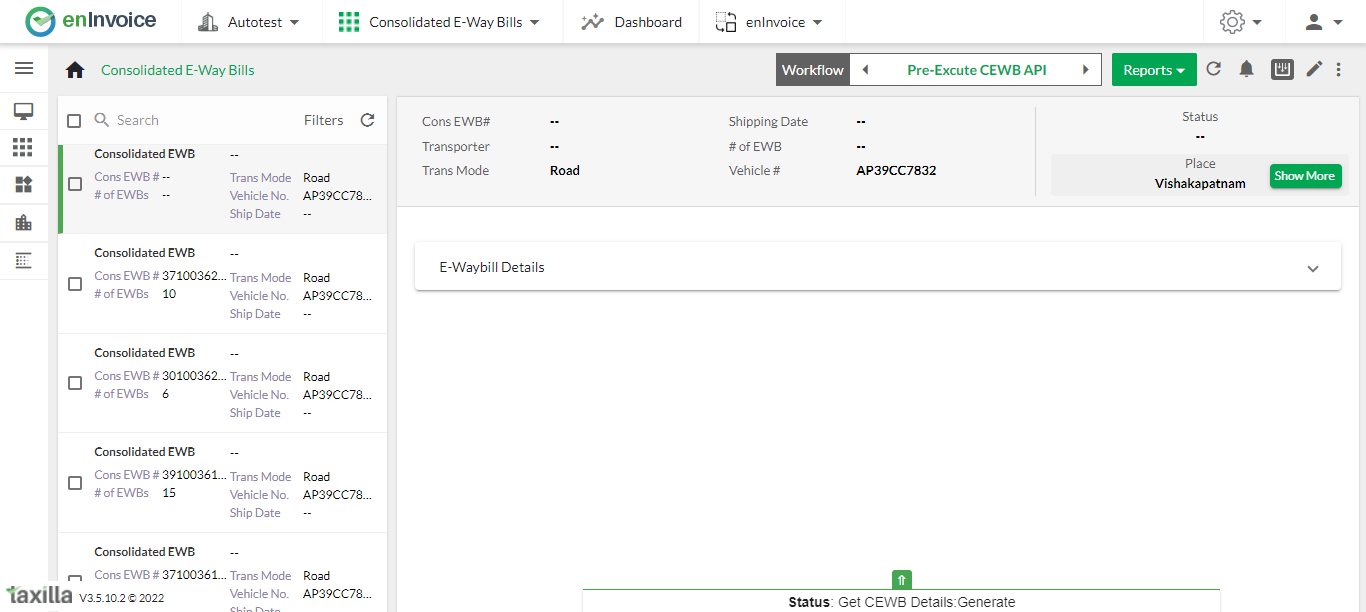 enInvoice Autotest Consolidated E-Way Bills Dashboard enInvoice
Consolidated E-Way Bills Workflow Pre-Excute CEWB API Reports
Search Filters
Consolidated EWB --
Cons EWB # -- Trans Mode Road
# of EWBs -- Vehicle No. AP39CC78...
Ship Date --
Consolidated EWB --
Cons EWB # 37100362... Trans Mode Road
# of EWBs 10 Vehicle No. AP39CC78...
Ship Date --
Consolidated EWB --
Cons EWB # 30100362... Trans Mode Road
# of EWBs 6 Vehicle No. AP39CC78...
Ship Date --
Consolidated EWB --
Cons EWB # 39100361... Trans Mode Road
# of EWBs 15 Vehicle No. AP39CC78...
Ship Date --
Consolidated EWB --
Cons EWB # 37100361... Trans Mode Road
Vehicle No. AP39CC78...
Ship Date
taxilla V3.5.10.2 © 2022
Cons EWB# -- Shipping Date --
Transporter -- # of EWB --
Trans Mode Road Vehicle # AP39CC7832
Status
--
Place
Vishakapatnam
Show More
E-Waybill Details
Status: Get CEWB Details:Generate